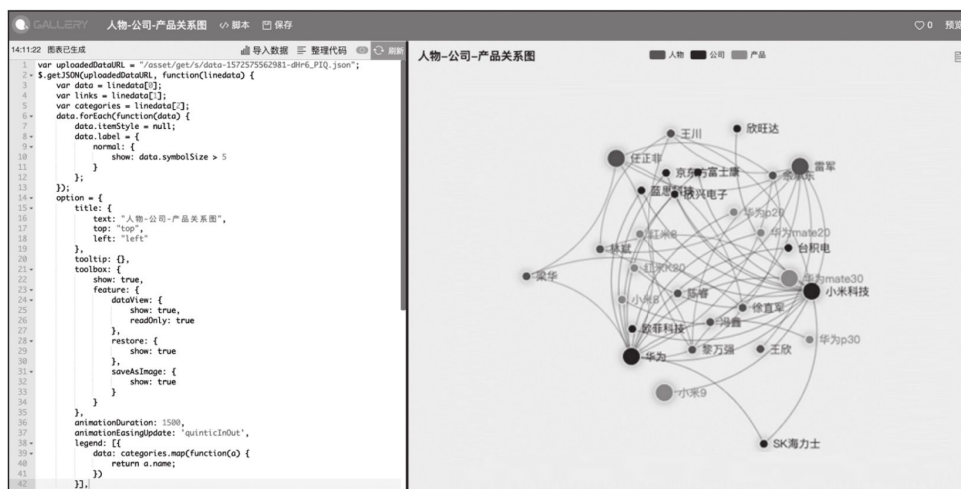 GALLERY 人物-公司-产品关系图 </> 脚本 保存 0 预览
14:11:22 图表已生成 导入数据 整理代码 刷新
1 var uploadedDataURL = "/asset/get/s/data-1572575562981-dHr6_PIQ.json";
2 $.getJSON(uploadedDataURL, function(linedata) {
3 var data = linedata[0];
4 var links = linedata[1];
5 var categories = linedata[2];
6 data.forEach(function(data) {
7 data.itemStyle = null;
8 data.label = {
9 normal: {
10 show: data.symbolSize > 5
11 }
12 };
13 });
14 option = {
15 title: {
16 text: "人物-公司-产品关系图",
17 top: "top",
18 left: "left"
19 },
20 tooltip: {},
21 toolbox: {
22 show: true,
23 feature: {
24 dataView: {
25 show: true,
26 readOnly: true
27 },
28 restore: {
29 show: true
30 },
31 saveAsImage: {
32 show: true
33 }
34 }
35 },
36 animationDuration: 1500,
37 animationEasingUpdate: 'quinticInOut',
38 legend: [{
39 data: categories.map(function(a) {
40 return a.name;
41 })
42 }],
人物-公司-产品关系图
人物 公司 产品
欣旺达
王川
任正非
雷军
京东方
富士康
蓝思科技
欣兴电子
华为p20
红米8
华为mate20
林斌
台积电
红米K20
梁华
华为mate30
小米科技
陈睿
小米8
徐直军
冯鑫
欧菲科技
华为p30
华为
黎万强
王欣
小米9
SK海力士